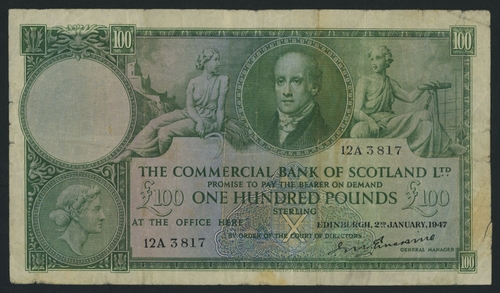 100 100
12A 3817
THE COMMERCIAL BANK OF SCOTLAND LTD
PROMISE TO PAY THE BEARER ON DEMAND
£100 ONE HUNDRED POUNDS £100
STERLING
AT THE OFFICE HERE EDINBURGH, 2ND JANUARY, 1947
12A 3817 BY ORDER OF THE COURT OF DIRECTORS
GENERAL MANAGER
100 100